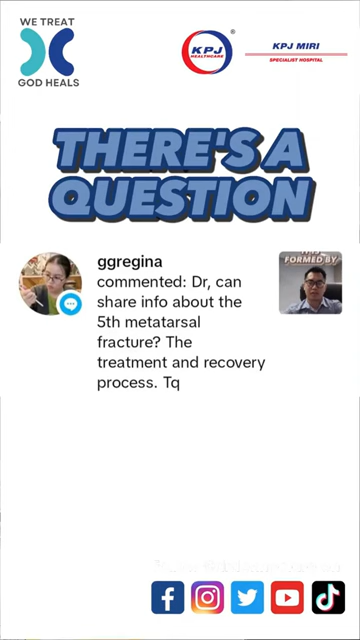 WE TREAT
GOD HEALS
KPJ
HEALTHCARE
®
KPJ MIRI
SPECIALIST HOSPITAL
THERE'S A
QUESTION
ggregina
commented: Dr, can
share info about the
5th metatarsal
fracture? The
treatment and recovery
process. Tq
FORMED BY